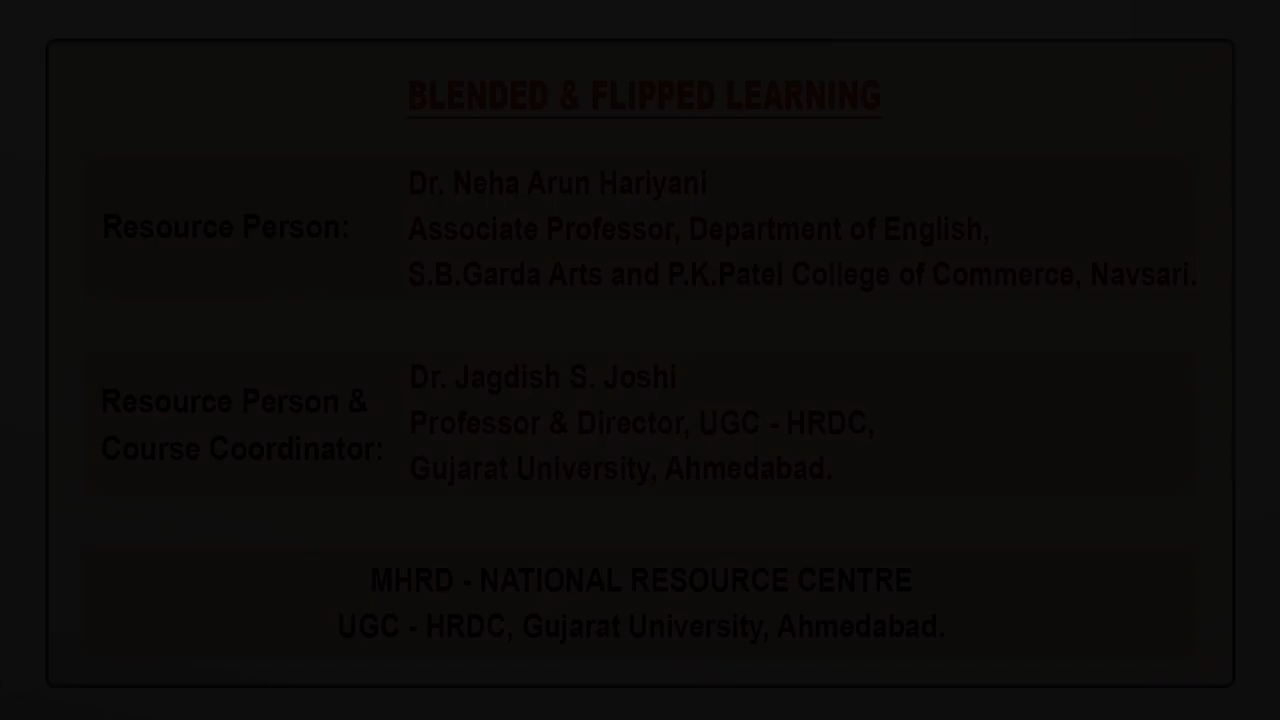 BLENDED & FLIPPED LEARNING
Resource Person:
Dr. Neha Arun Hariyani
Associate Professor, Department of English,
S.B.Garda Arts and P.K.Patel College of Commerce, Navsari.
Resource Person &
Course Coordinator:
Dr. Jagdish S. Joshi
Professor & Director, UGC - HRDC,
Gujarat University, Ahmedabad.
MHRD - NATIONAL RESOURCE CENTRE
UGC - HRDC, Gujarat University, Ahmedabad.